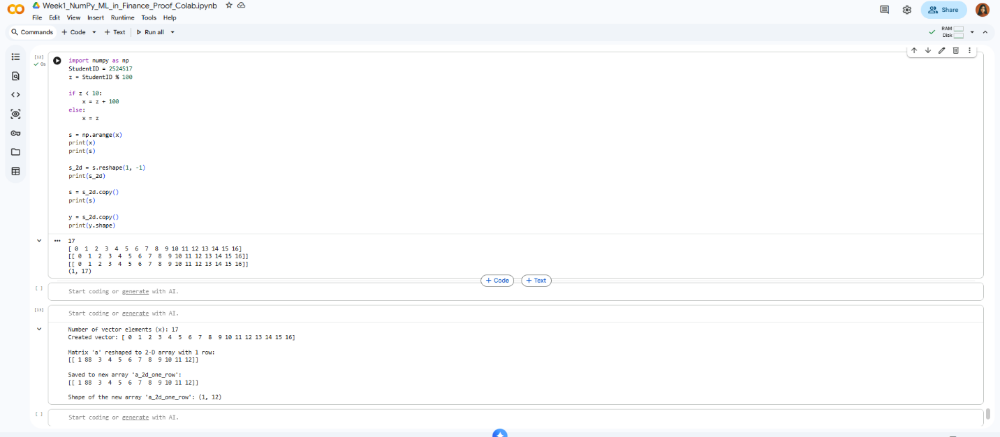 CO Week1_NumPy_ML_in_Finance_Proof_Colab.ipynb
File Edit View Insert Runtime Tools Help
Share
Commands + Code + Text Run all
RAM
Disk
[12]
0s
import numpy as np
StudentID = 2524517
z = StudentID % 100

if z < 10:
    x = z + 100
else:
    x = z

s = np.arange(x)
print(x)
print(s)

s_2d = s.reshape(1, -1)
print(s_2d)

s = s_2d.copy()
print(s)

y = s_2d.copy()
print(y.shape)

17
[ 0  1  2  3  4  5  6  7  8  9 10 11 12 13 14 15 16]
[[ 0  1  2  3  4  5  6  7  8  9 10 11 12 13 14 15 16]]
[[ 0  1  2  3  4  5  6  7  8  9 10 11 12 13 14 15 16]]
(1, 17)
+ Code + Text
[ ] Start coding or generate with AI.
[13] Start coding or generate with AI.
Number of vector elements (x): 17
Created vector: [ 0  1  2  3  4  5  6  7  8  9 10 11 12 13 14 15 16]

Matrix 'a' reshaped to 2-D array with 1 row:
[[ 1 88  3  4  5  6  7  8  9 10 11 12]]

Saved to new array 'a_2d_one_row':
[[ 1 88  3  4  5  6  7  8  9 10 11 12]]

Shape of the new array 'a_2d_one_row': (1, 12)
[ ] Start coding or generate with AI.